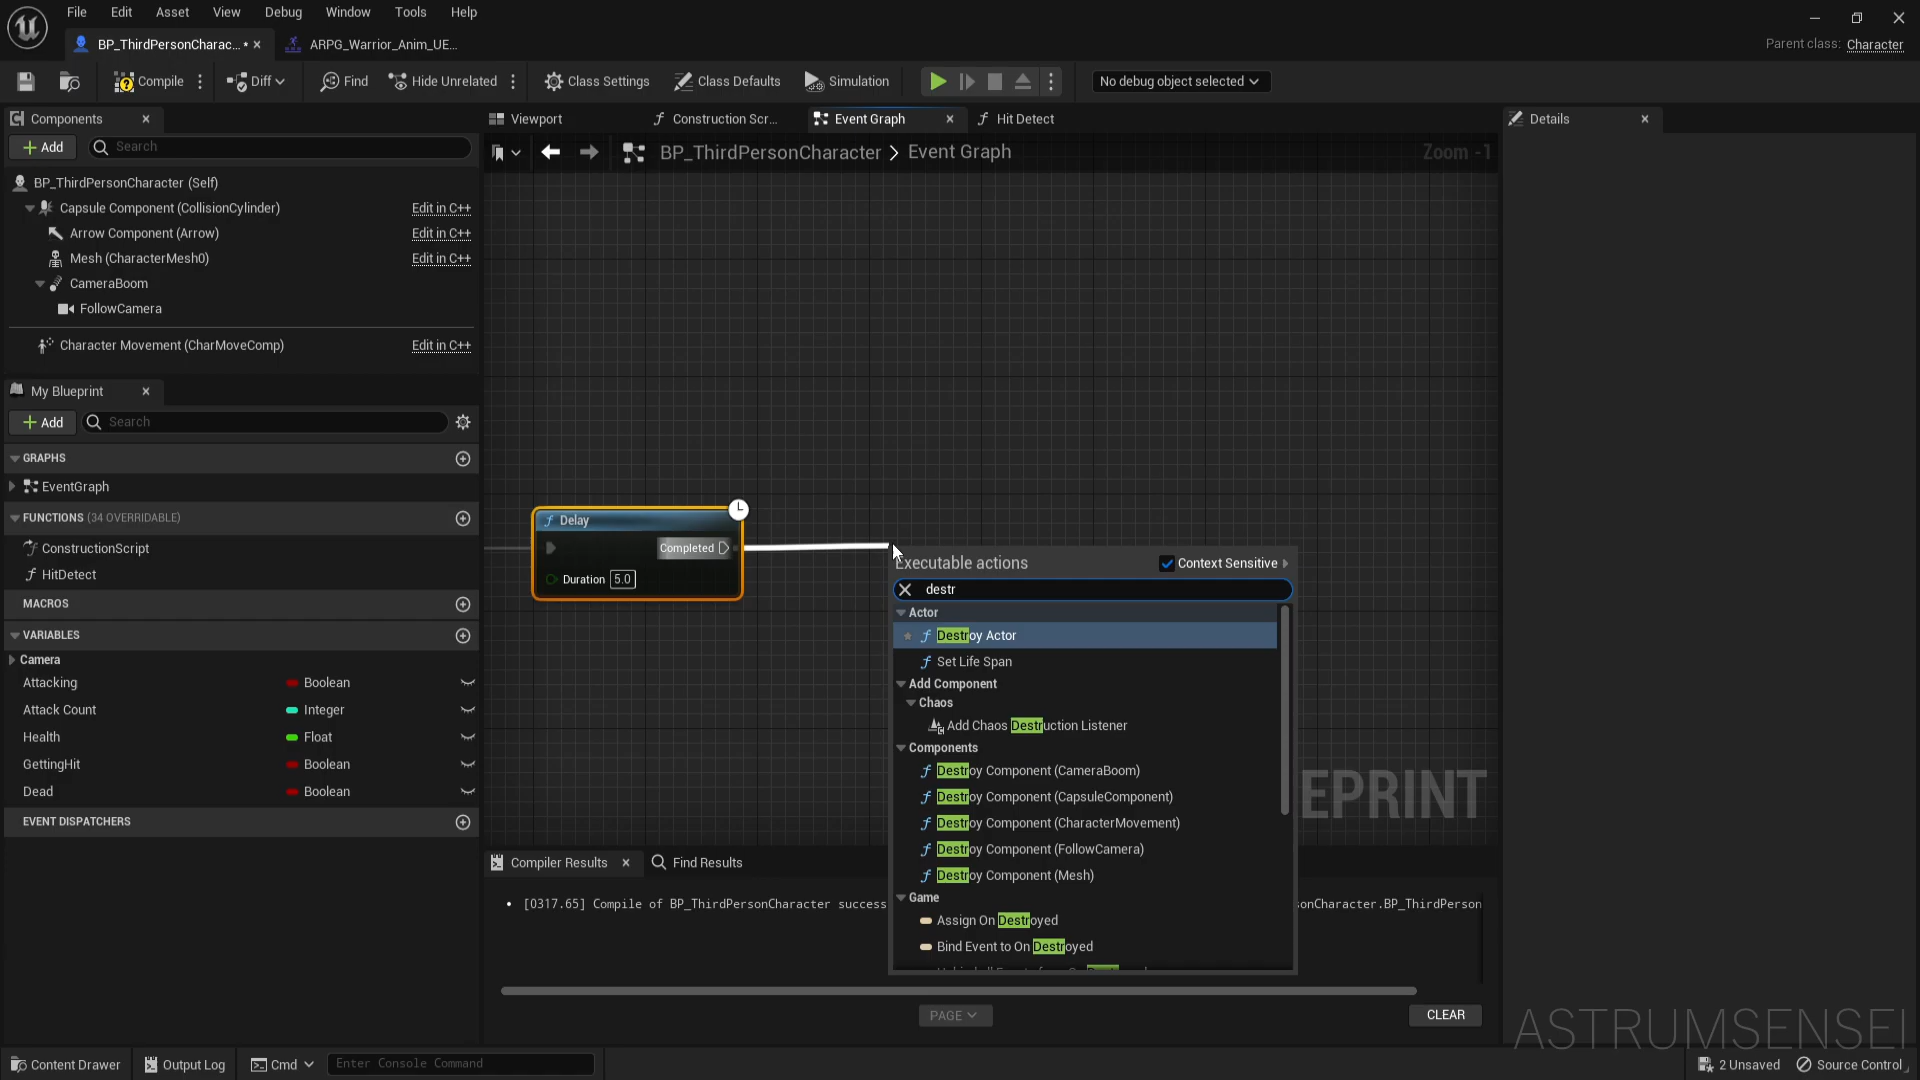 File Edit Asset View Debug Window Tools Help
BP_ThirdPersonCharac... • ARPG_Warrior_Anim_UE...
Parent class: Character
Compile Diff Find Hide Unrelated Class Settings Class Defaults Simulation No debug object selected
Components
Add Search
BP_ThirdPersonCharacter (Self)
Capsule Component (CollisionCylinder) Edit in C++
Arrow Component (Arrow) Edit in C++
Mesh (CharacterMesh0) Edit in C++
CameraBoom
FollowCamera
Character Movement (CharMoveComp) Edit in C++
My Blueprint
Add Search
GRAPHS
EventGraph
FUNCTIONS (34 OVERRIDABLE)
ConstructionScript
HitDetect
MACROS
VARIABLES
Camera
Attacking Boolean
Attack Count Integer
Health Float
GettingHit Boolean
Dead Boolean
EVENT DISPATCHERS
Viewport Construction Scr... Event Graph Hit Detect
BP_ThirdPersonCharacter > Event Graph Zoom -1
Delay
Completed
Duration 5.0
Executable actions Context Sensitive
destr
Actor
Destroy Actor
Set Life Span
Add Component
Chaos
Add Chaos Destruction Listener
Components
Destroy Component (CameraBoom)
Destroy Component (CapsuleComponent)
Destroy Component (CharacterMovement)
Destroy Component (FollowCamera)
Destroy Component (Mesh)
Game
Assign On Destroyed
Bind Event to On Destroyed
EPRINT
Compiler Results Find Results
• [0317.65] Compile of BP_ThirdPersonCharacter success sonCharacter.BP_ThirdPerson
PAGE CLEAR
Details
ASTRUMSENSEI
Content Drawer Output Log Cmd Enter Console Command 2 Unsaved Source Control